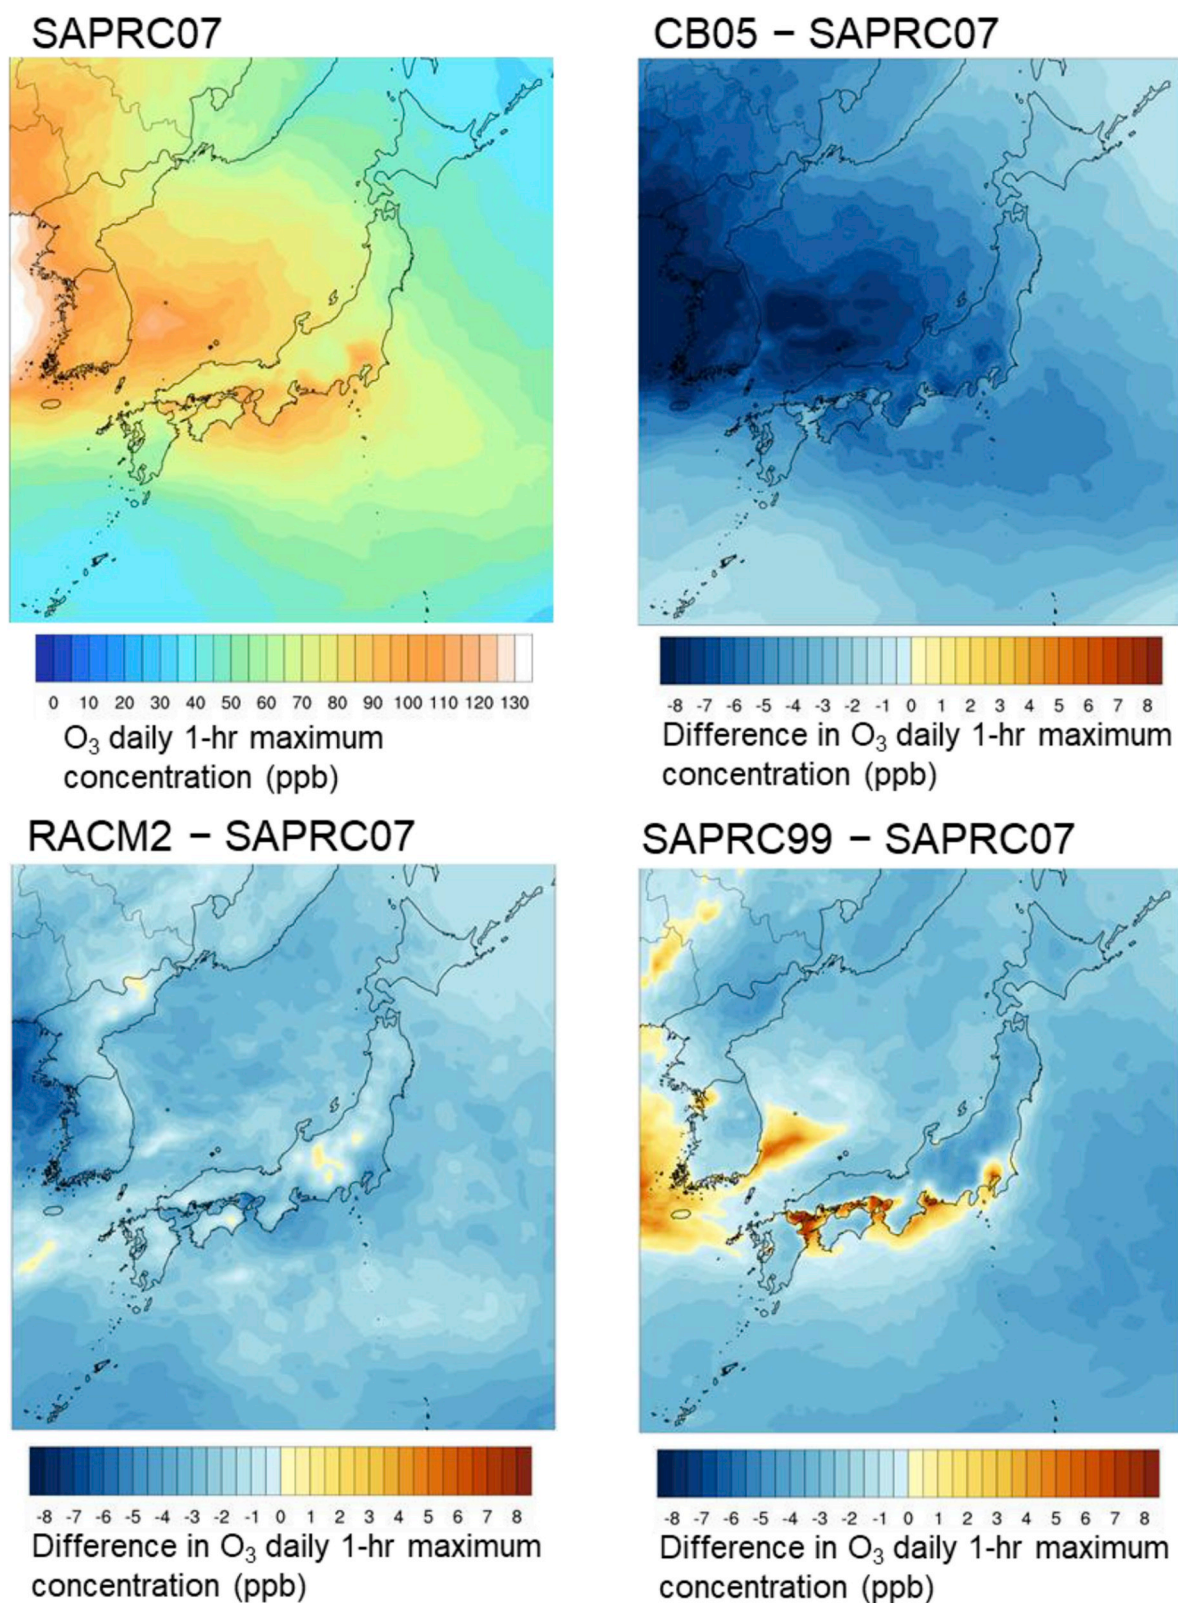 SAPRC07
CB05 − SAPRC07
0 10 20 30 40 50 60 70 80 90 100 110 120 130
O₃ daily 1-hr maximum
concentration (ppb)
-8 -7 -6 -5 -4 -3 -2 -1 0 1 2 3 4 5 6 7 8
Difference in O₃ daily 1-hr maximum
concentration (ppb)
RACM2 − SAPRC07
SAPRC99 − SAPRC07
-8 -7 -6 -5 -4 -3 -2 -1 0 1 2 3 4 5 6 7 8
Difference in O₃ daily 1-hr maximum
concentration (ppb)
-8 -7 -6 -5 -4 -3 -2 -1 0 1 2 3 4 5 6 7 8
Difference in O₃ daily 1-hr maximum
concentration (ppb)